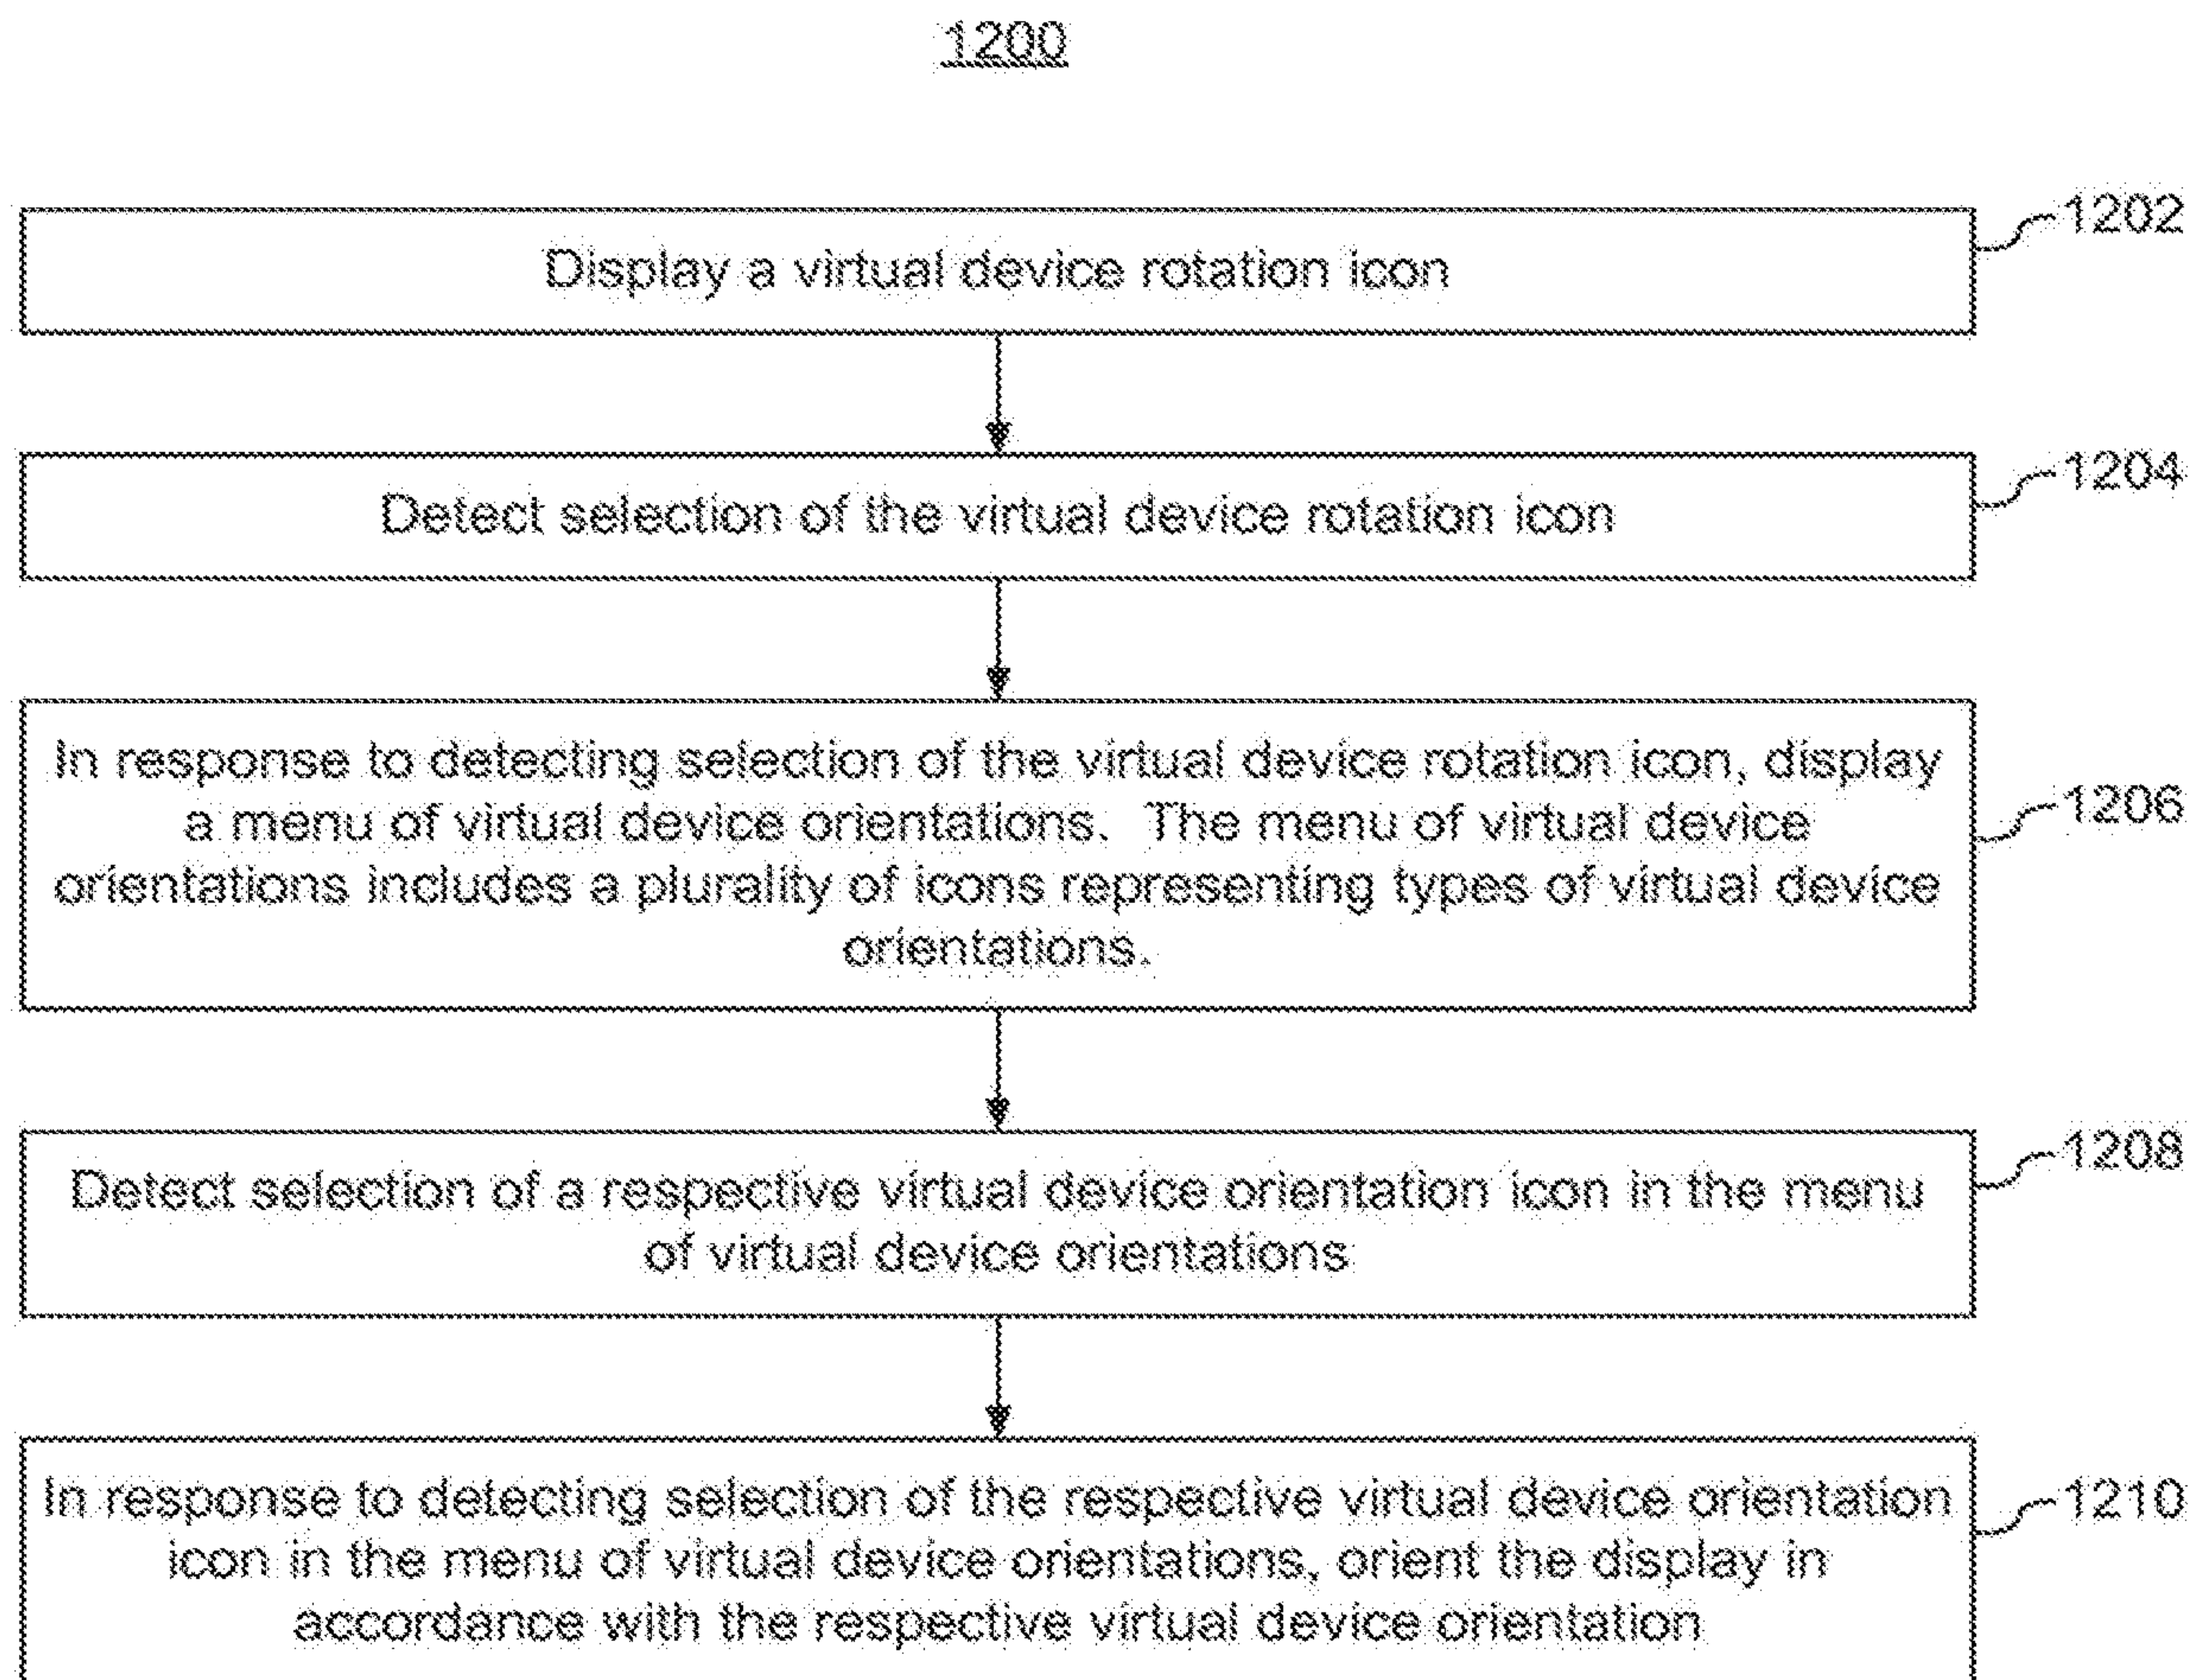 1200
Display a virtual device rotation icon
1202
Detect selection of the virtual device rotation icon
1204
In response to detecting selection of the virtual device rotation icon, display
a menu of virtual device orientations. The menu of virtual device
orientations includes a plurality of icons representing types of virtual device
orientations.
1206
Detect selection of a respective virtual device orientation icon in the menu
of virtual device orientations
1208
In response to detecting selection of the respective virtual device orientation
icon in the menu of virtual device orientations, orient the display in
accordance with the respective virtual device orientation
1210